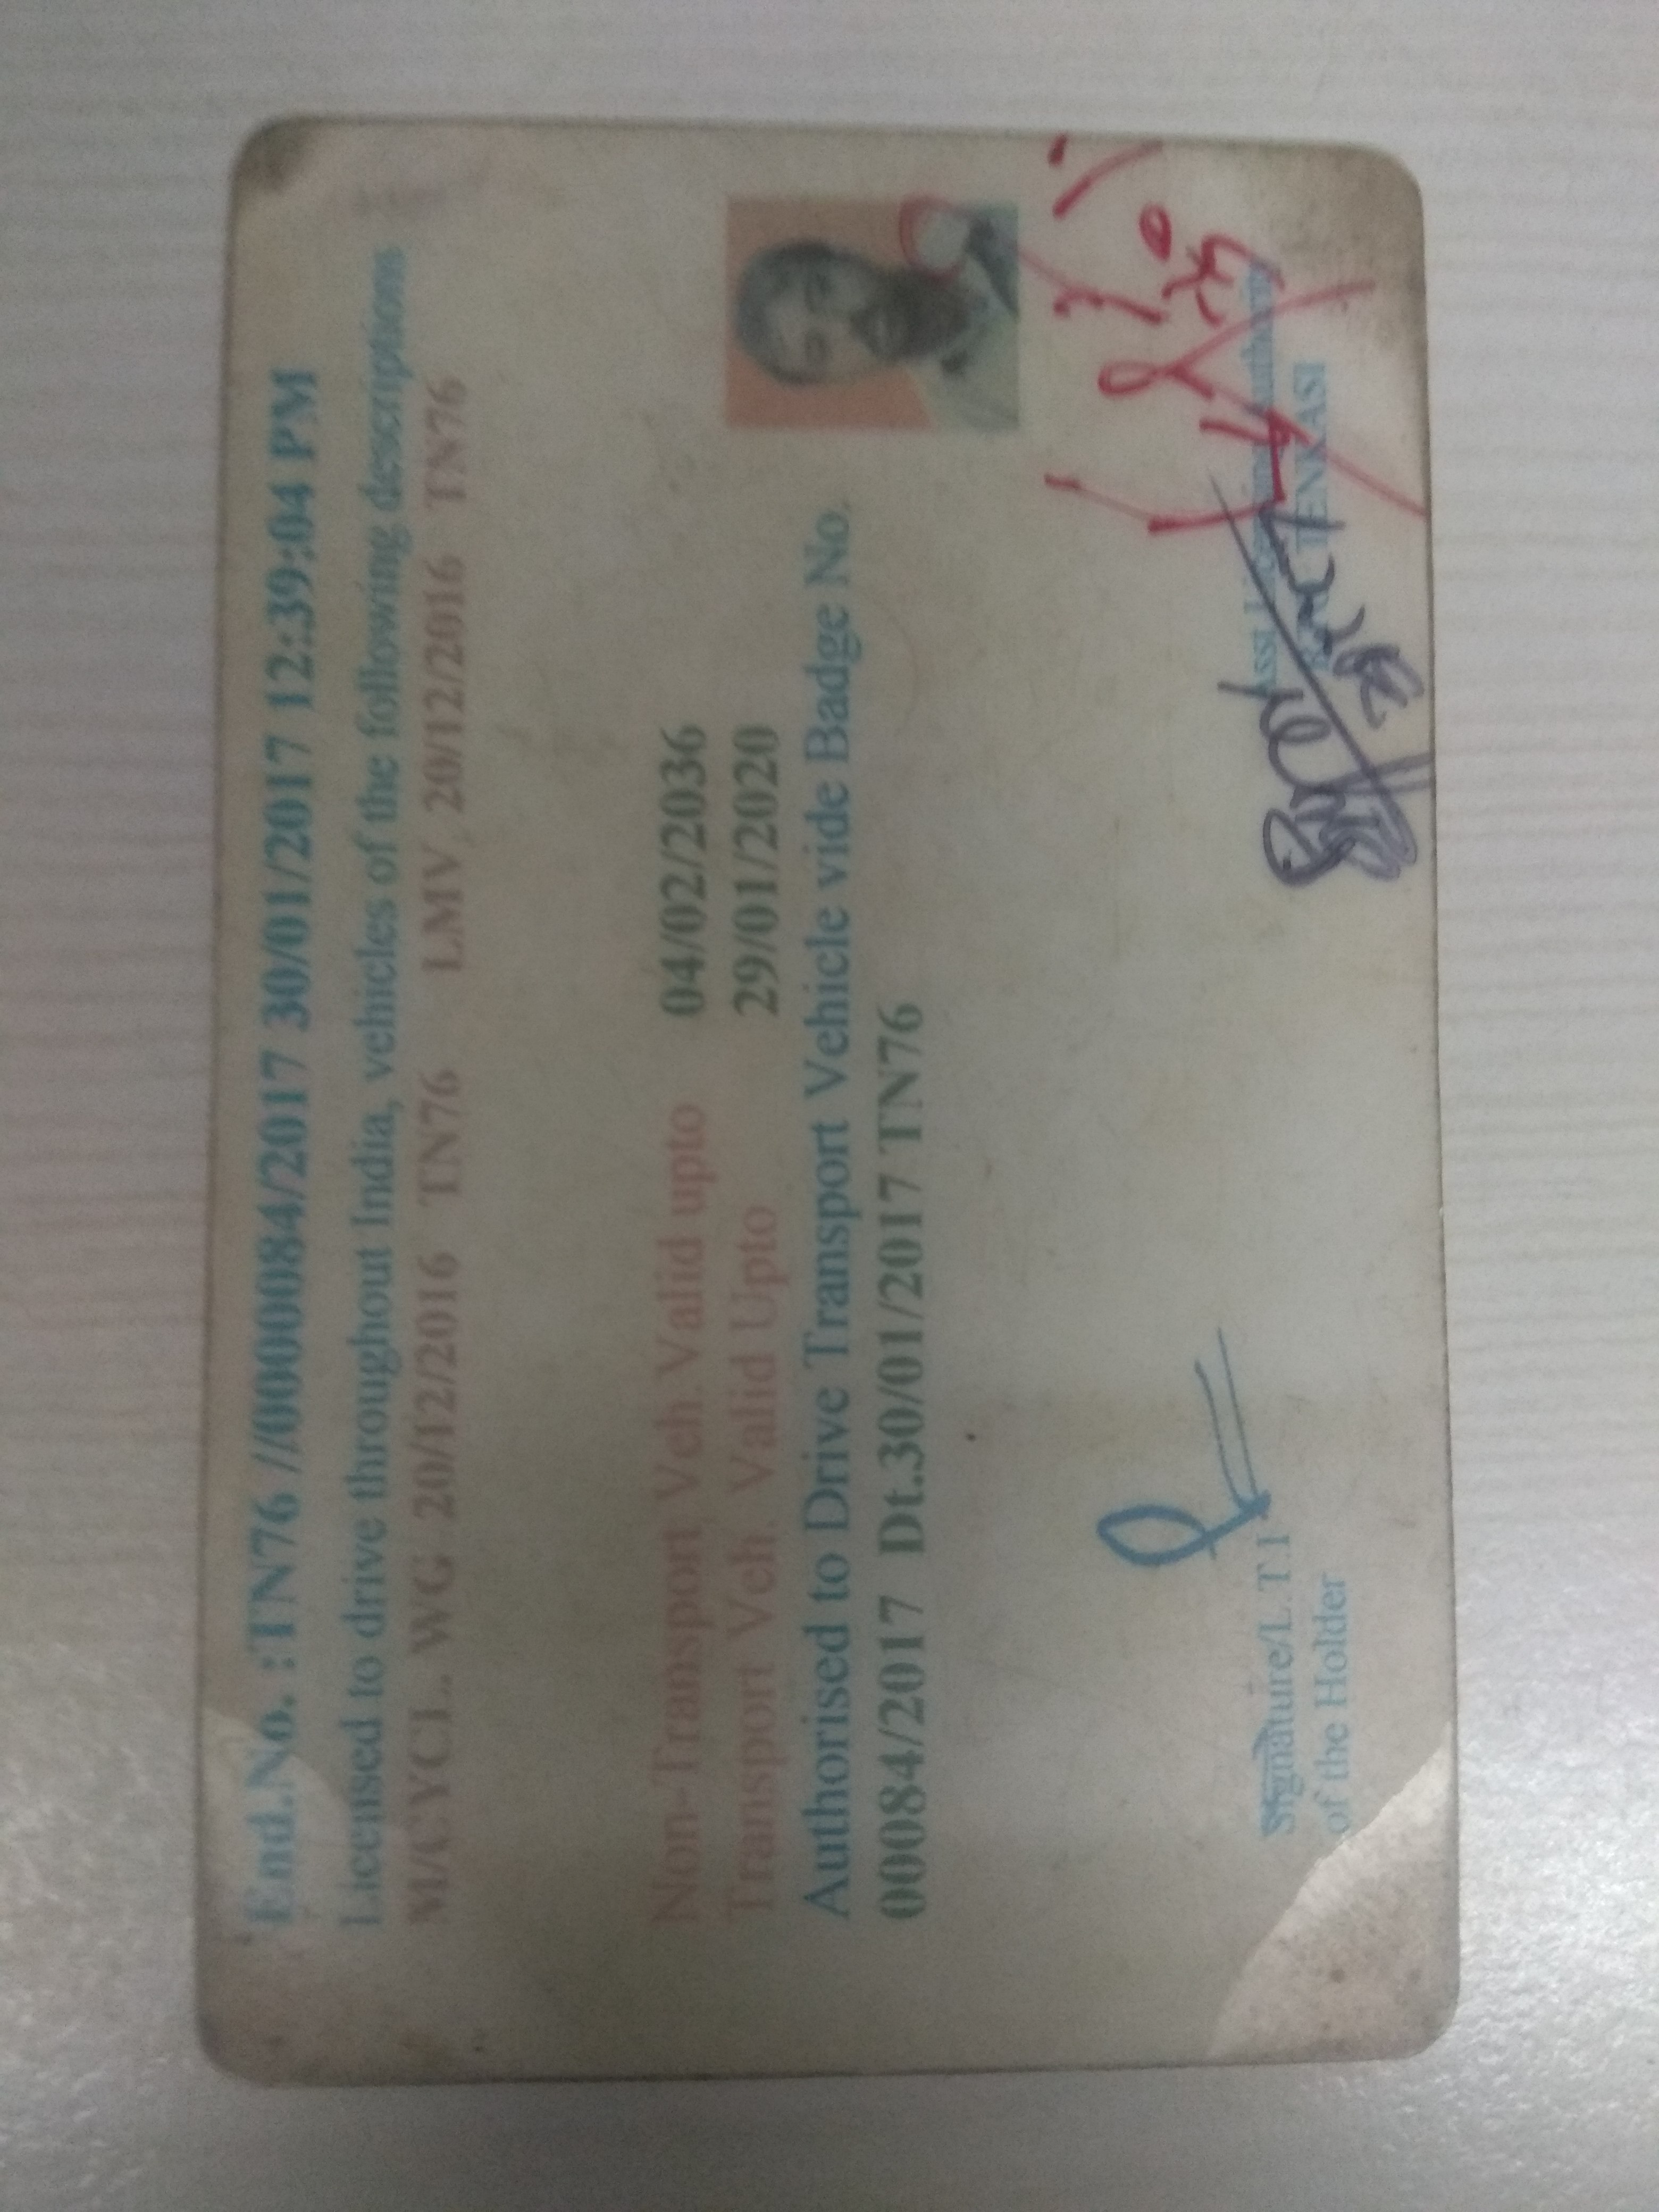 End.No. :TN76 //0000084/2017 30/01/2017 12:39:04 PM
Licensed to drive throughout India, vehicles of the following descriptions
M/CYCL. WG 20/12/2016 TN76 LMV 20/12/2016 TN76
Non-Transport Veh.Valid upto 04/02/2036
Transport Veh. Valid Upto 29/01/2020
Authorised to Drive Transport Vehicle vide Badge No.
00084/2017 Dt.30/01/2017 TN76
Signature/L.T.I
of the Holder
TENKASI